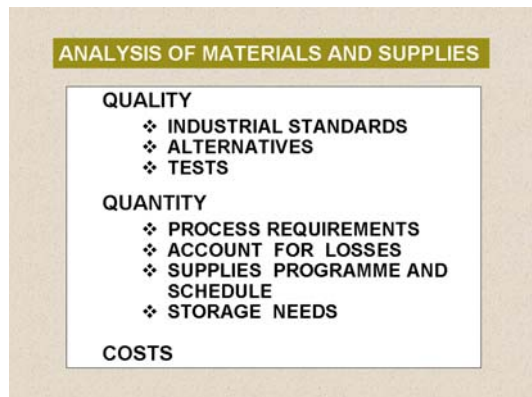 ANALYSIS OF MATERIALS AND SUPPLIES
QUALITY
❖ INDUSTRIAL STANDARDS
❖ ALTERNATIVES
❖ TESTS
QUANTITY
❖ PROCESS REQUIREMENTS
❖ ACCOUNT FOR LOSSES
❖ SUPPLIES PROGRAMME AND
SCHEDULE
❖ STORAGE NEEDS
COSTS